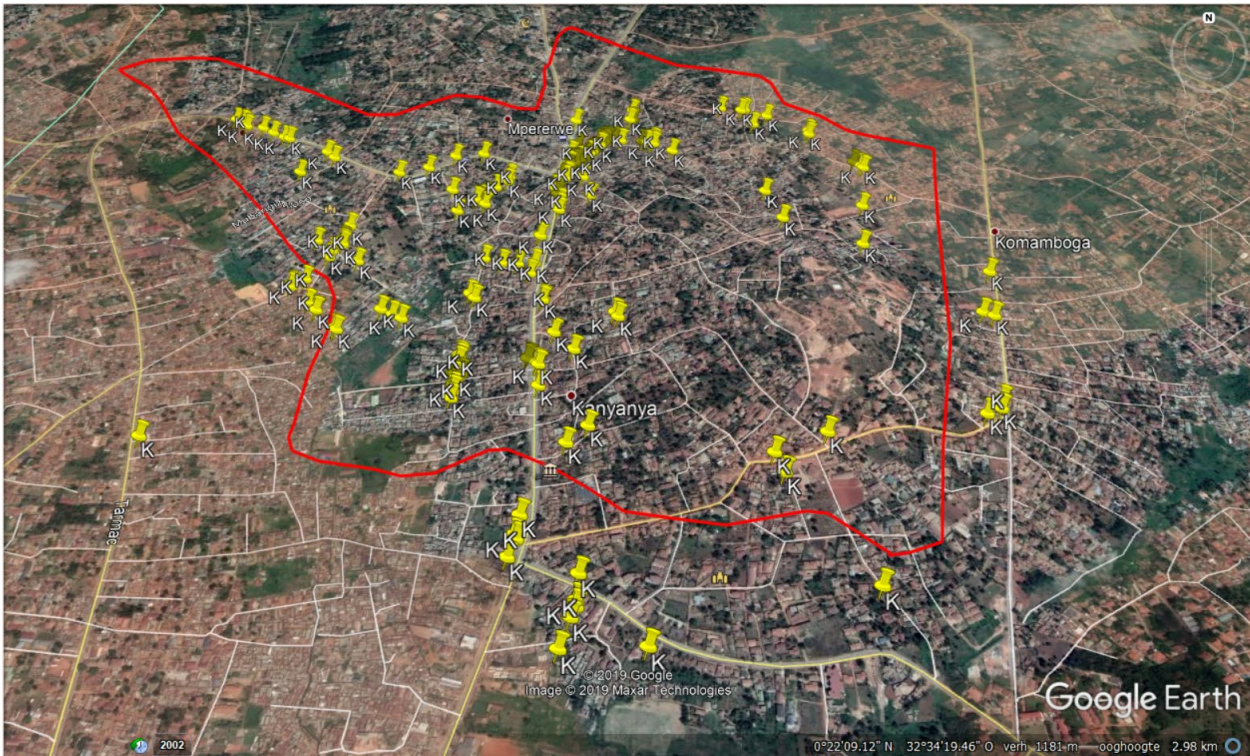 N
Mpererwe
Komamboga
Kanyanya
Tarmac
© 2019 Google
Image © 2019 Maxar Technologies
Google Earth
2002
0°22'09.12" N 32°34'19.46" O verh 1181 m ooghoogte 2.98 km